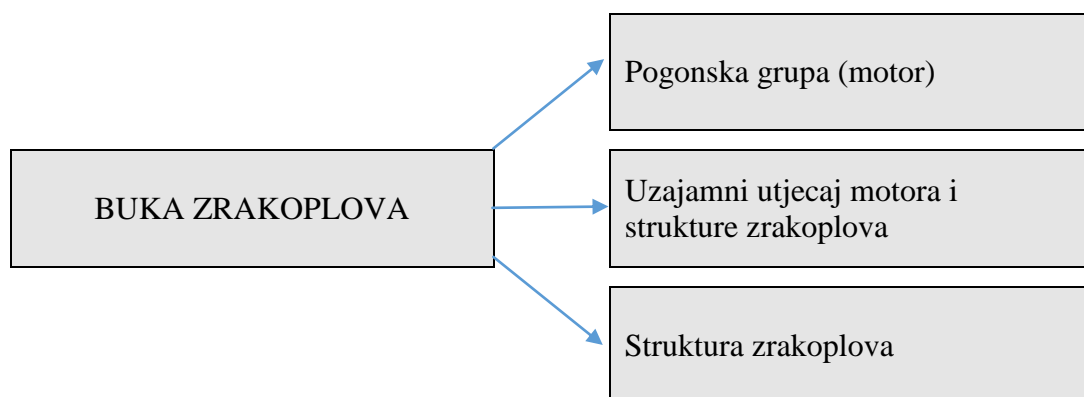 Pogonska grupa (motor)
BUKA ZRAKOPLOVA
Uzajamni utjecaj motora i
strukture zrakoplova
Struktura zrakoplova